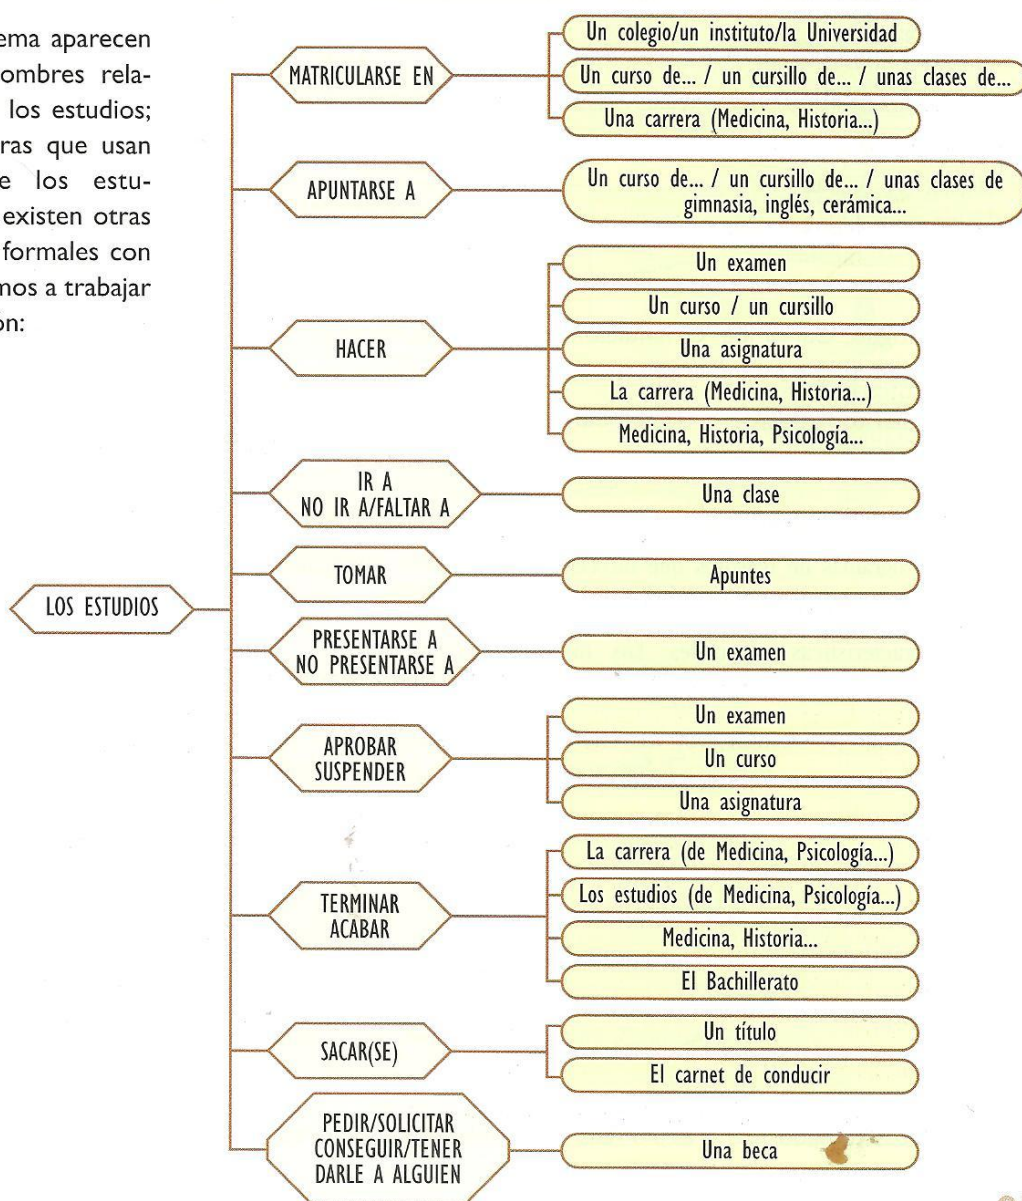 ema aparecen
ombres rela-
los estudios;
ras que usan
e los estu-
existen otras
formales con
mos a trabajar
ón:
LOS ESTUDIOS
MATRICULARSE EN
Un colegio/un instituto/la Universidad
Un curso de... / un cursillo de... / unas clases de...
Una carrera (Medicina, Historia...)
APUNTARSE A
Un curso de... / un cursillo de... / unas clases de
gimnasia, inglés, cerámica...
HACER
Un examen
Un curso / un cursillo
Una asignatura
La carrera (Medicina, Historia...)
Medicina, Historia, Psicología...
IR A
NO IR A/FALTAR A
Una clase
TOMAR
Apuntes
PRESENTARSE A
NO PRESENTARSE A
Un examen
APROBAR
SUSPENDER
Un examen
Un curso
Una asignatura
TERMINAR
ACABAR
La carrera (de Medicina, Psicología...)
Los estudios (de Medicina, Psicología...)
Medicina, Historia...
El Bachillerato
SACAR(SE)
Un título
El carnet de conducir
PEDIR/SOLICITAR
CONSEGUIR/TENER
DARLE A ALGUIEN
Una beca